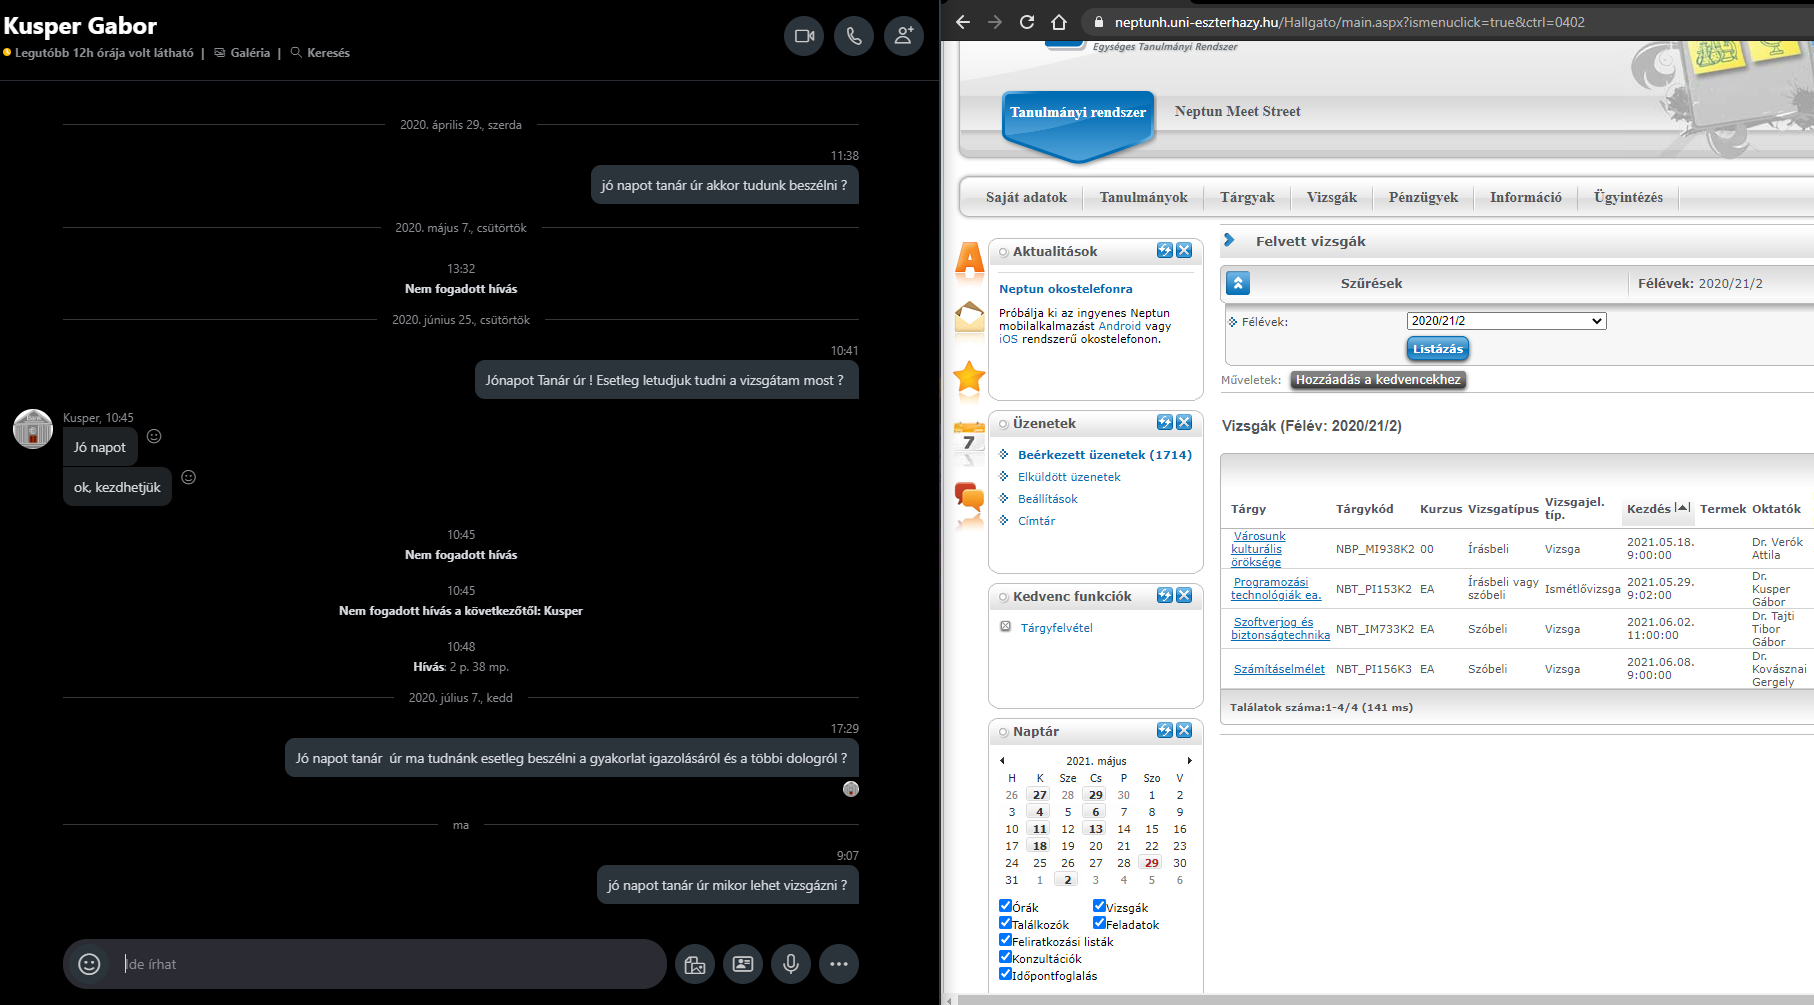 Kusper Gabor
Legutóbb 12h órája volt látható | Galéria | Keresés
2020. április 29., szerda
11:38
jó napot tanár úr akkor tudunk beszélni ?
2020. május 7., csütörtök
13:32
Nem fogadott hívás
2020. június 25., csütörtök
10:41
Jónapot Tanár úr ! Esetleg letudjuk tudni a vizsgátam most ?
Kusper, 10:45
Jó napot
ok, kezdhetjük
10:45
Nem fogadott hívás
10:45
Nem fogadott hívás a következőtől: Kusper
10:48
Hívás: 2 p. 38 mp.
2020. július 7., kedd
17:29
Jó napot tanár  úr ma tudnánk esetleg beszélni a gyakorlat igazolásáról és a többi dologról ?
ma
9:07
jó napot tanár úr mikor lehet vizsgázni ?
Ide írhat
neptunh.uni-eszterhazy.hu/Hallgato/main.aspx?ismenuclick=true&ctrl=0402
Egységes Tanulmányi Rendszer
Tanulmányi rendszer
Neptun Meet Street
Saját adatok Tanulmányok Tárgyak Vizsgák Pénzügyek Információ Ügyintézés
7
Aktualitások
Neptun okostelefonra
Próbálja ki az ingyenes Neptun
mobilalkalmazást Android vagy
iOS rendszerű okostelefonon.
Üzenetek
Beérkezett üzenetek (1714)
Elküldött üzenetek
Beállítások
Címtár
Kedvenc funkciók
Tárgyfelvétel
Naptár
2021. május
H K Sze Cs P Szo V
26 27 28 29 30 1 2
3 4 5 6 7 8 9
10 11 12 13 14 15 16
17 18 19 20 21 22 23
24 25 26 27 28 29 30
31 1 2 3 4 5 6
Órák Vizsgák
Találkozók Feladatok
Feliratkozási listák
Konzultációk
Időpontfoglalás
Felvett vizsgák
Szűrések Félévek: 2020/21/2
Félévek: 2020/21/2
Listázás
Műveletek: Hozzáadás a kedvencekhez
Vizsgák (Félév: 2020/21/2)
Tárgy Tárgykód Kurzus Vizsgatípus Vizsgajel. típ. Kezdés Termek Oktatók
Városunk kulturális öröksége NBP_MI938K2 00 Írásbeli Vizsga 2021.05.18. 9:00:00 Dr. Verók Attila
Programozási technológiák ea. NBT_PI153K2 EA Írásbeli vagy szóbeli Ismétlővizsga 2021.05.29. 9:02:00 Dr. Kusper Gábor
Szoftverjog és biztonságtechnika NBT_IM733K2 EA Szóbeli Vizsga 2021.06.02. 11:00:00 Dr. Tajti Tibor Gábor
Számításelmélet NBT_PI156K3 EA Szóbeli Vizsga 2021.06.08. 9:00:00 Dr. Kovásznai Gergely
Találatok száma:1-4/4 (141 ms)